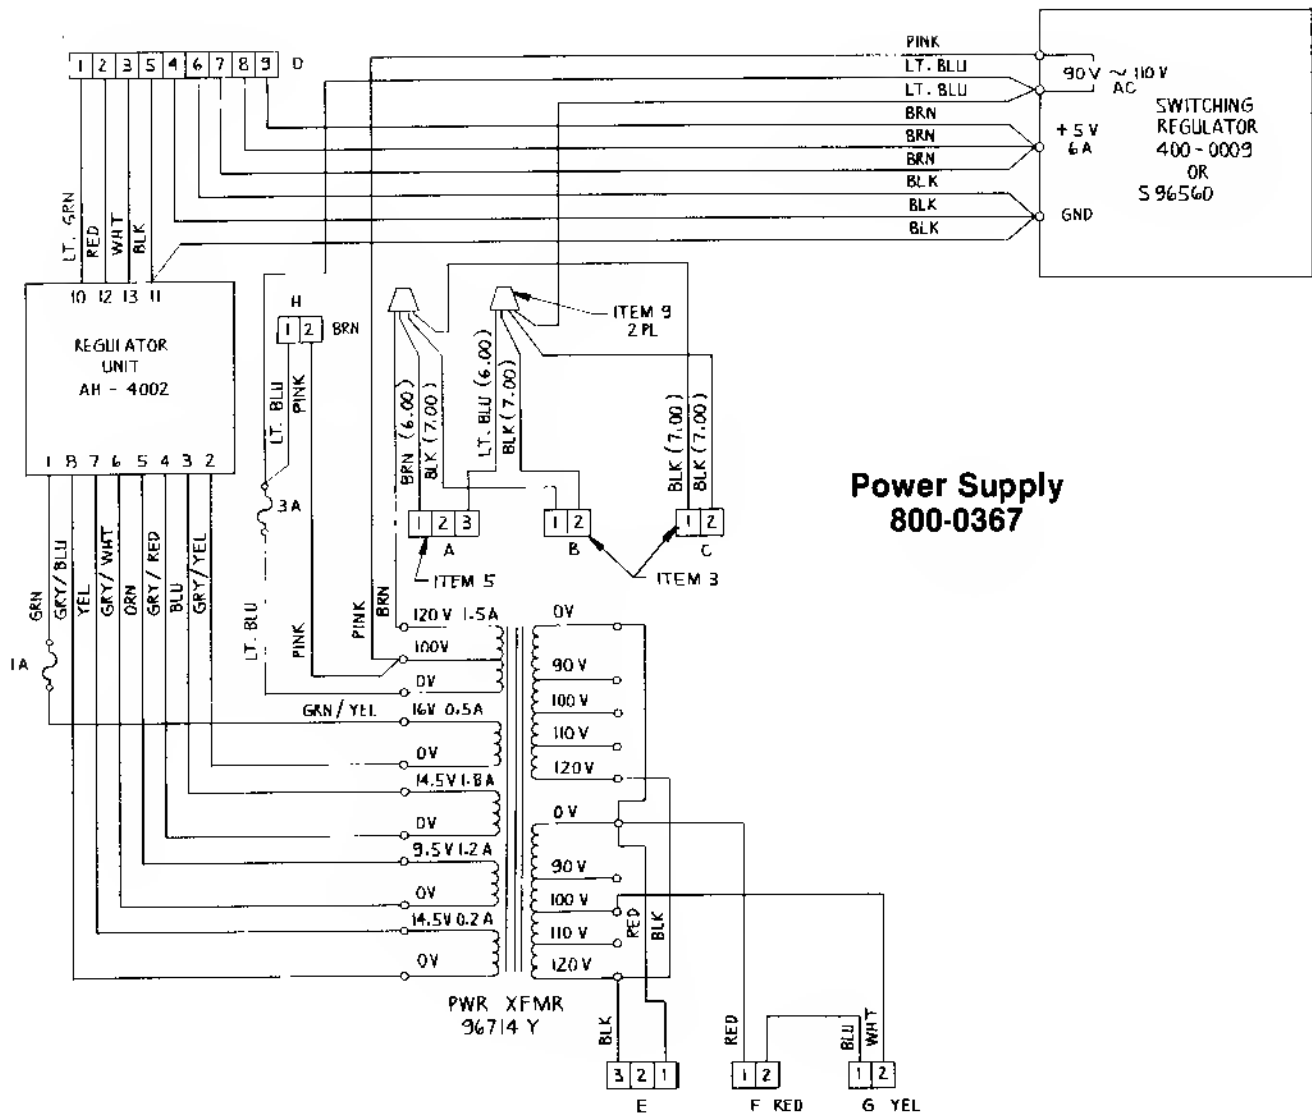 1 2 3 5 4 6 7 8 9 D
PINK
LT. BLU
LT. BLU
BRN
BRN
BRN
BLK
BLK
BLK
90V ~ 110V
AC
+ 5V
6A
GND
SWITCHING
REGULATOR
400-0009
OR
S96560
LT. GRN
RED
WHT
BLK
10 12 13 11
REGULATOR
UNIT
AH - 4002
1 8 7 6 5 4 3 2
H
1 2 BRN
ITEM 9
2 PL
LT. BLU
PINK
BRN (6.00)
BLK (7.00)
LT. BLU (6.00)
BLK (7.00)
BLK (7.00)
BLK (7.00)
3A
1 2 3
A
ITEM 5
1 2
B
1 2
C
ITEM 3
Power Supply
800-0367
GRN
GRY/BLU
YEL
GRY/WHT
ORN
GRY/RED
BLU
GRY/YEL
1A
LT. BLU
PINK
PINK
BRN
120V 1.5A
100V
0V
GRN/YEL
16V 0.5A
0V
14.5V 1.8A
0V
9.5V 1.2A
0V
14.5V 0.2A
0V
0V
90V
100V
110V
120V
0V
90V
100V
110V
120V
RED
BLK
PWR XFMR
96714Y
BLK
RED
BLU
WHT
3 2 1
E
1 2
F RED
1 2
G YEL